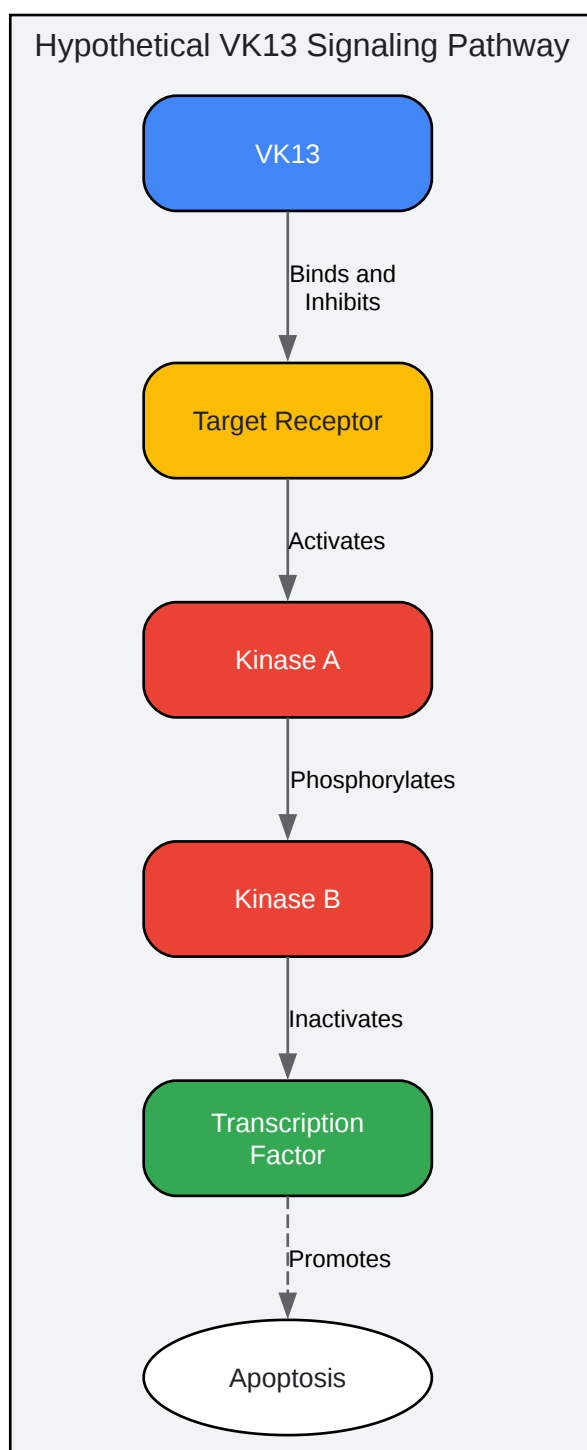 Hypothetical VK13 Signaling Pathway
VK13
Binds and
Inhibits
Target Receptor
Activates
Kinase A
Phosphorylates
Kinase B
Inactivates
Transcription
Factor
Promotes
Apoptosis